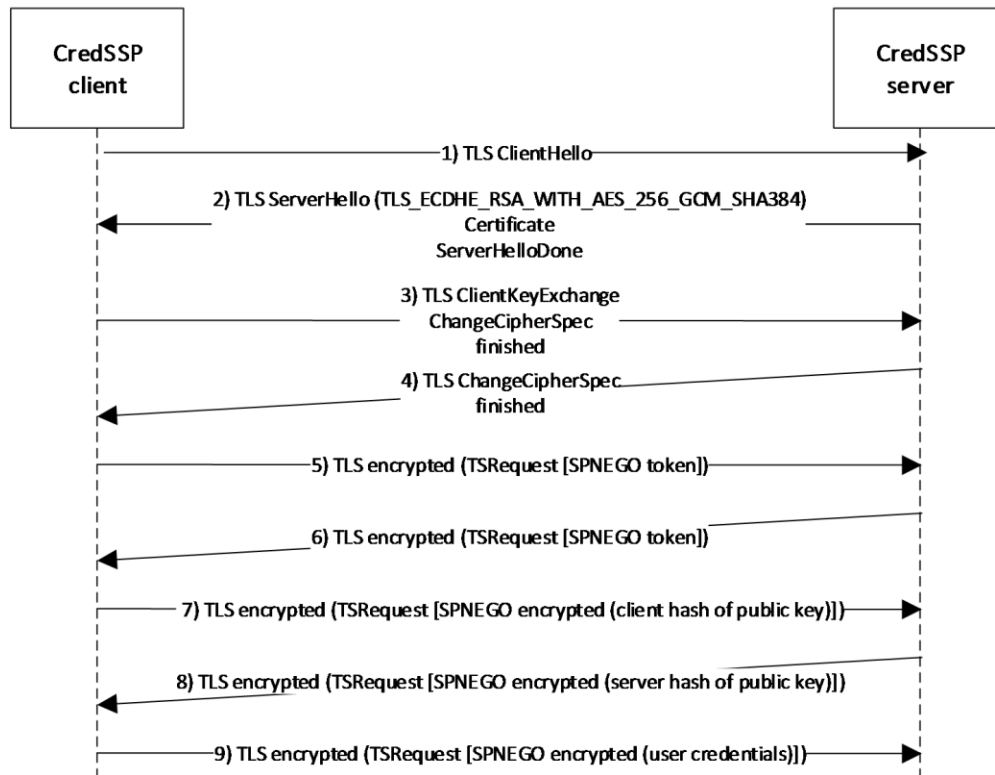 CredSSP
client
CredSSP
server
1) TLS ClientHello
2) TLS ServerHello (TLS_ECDHE_RSA_WITH_AES_256_GCM_SHA384)
Certificate
ServerHelloDone
3) TLS ClientKeyExchange
ChangeCipherSpec
finished
4) TLS ChangeCipherSpec
finished
5) TLS encrypted (TSRequest [SPNEGO token])
6) TLS encrypted (TSRequest [SPNEGO token])
7) TLS encrypted (TSRequest [SPNEGO encrypted (client hash of public key)])
8) TLS encrypted (TSRequest [SPNEGO encrypted (server hash of public key)])
9) TLS encrypted (TSRequest [SPNEGO encrypted (user credentials)])